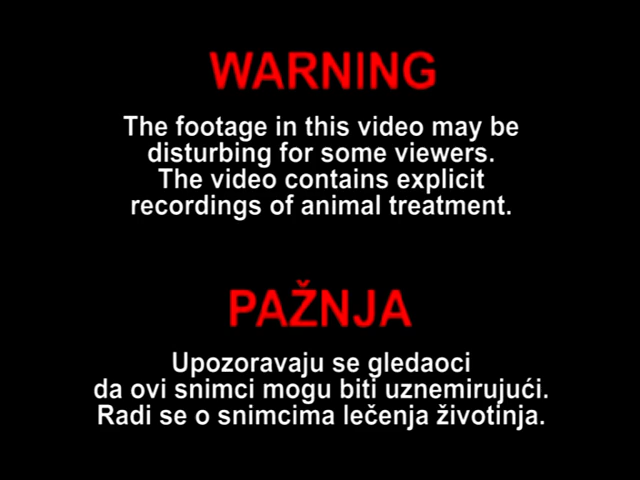 WARNING
The footage in this video may be
disturbing for some viewers.
The video contains explicit
recordings of animal treatment.
PAŽNJA
Upozoravaju se gledaoci
da ovi snimci mogu biti uznemirujući.
Radi se o snimcima lečenja životinja.